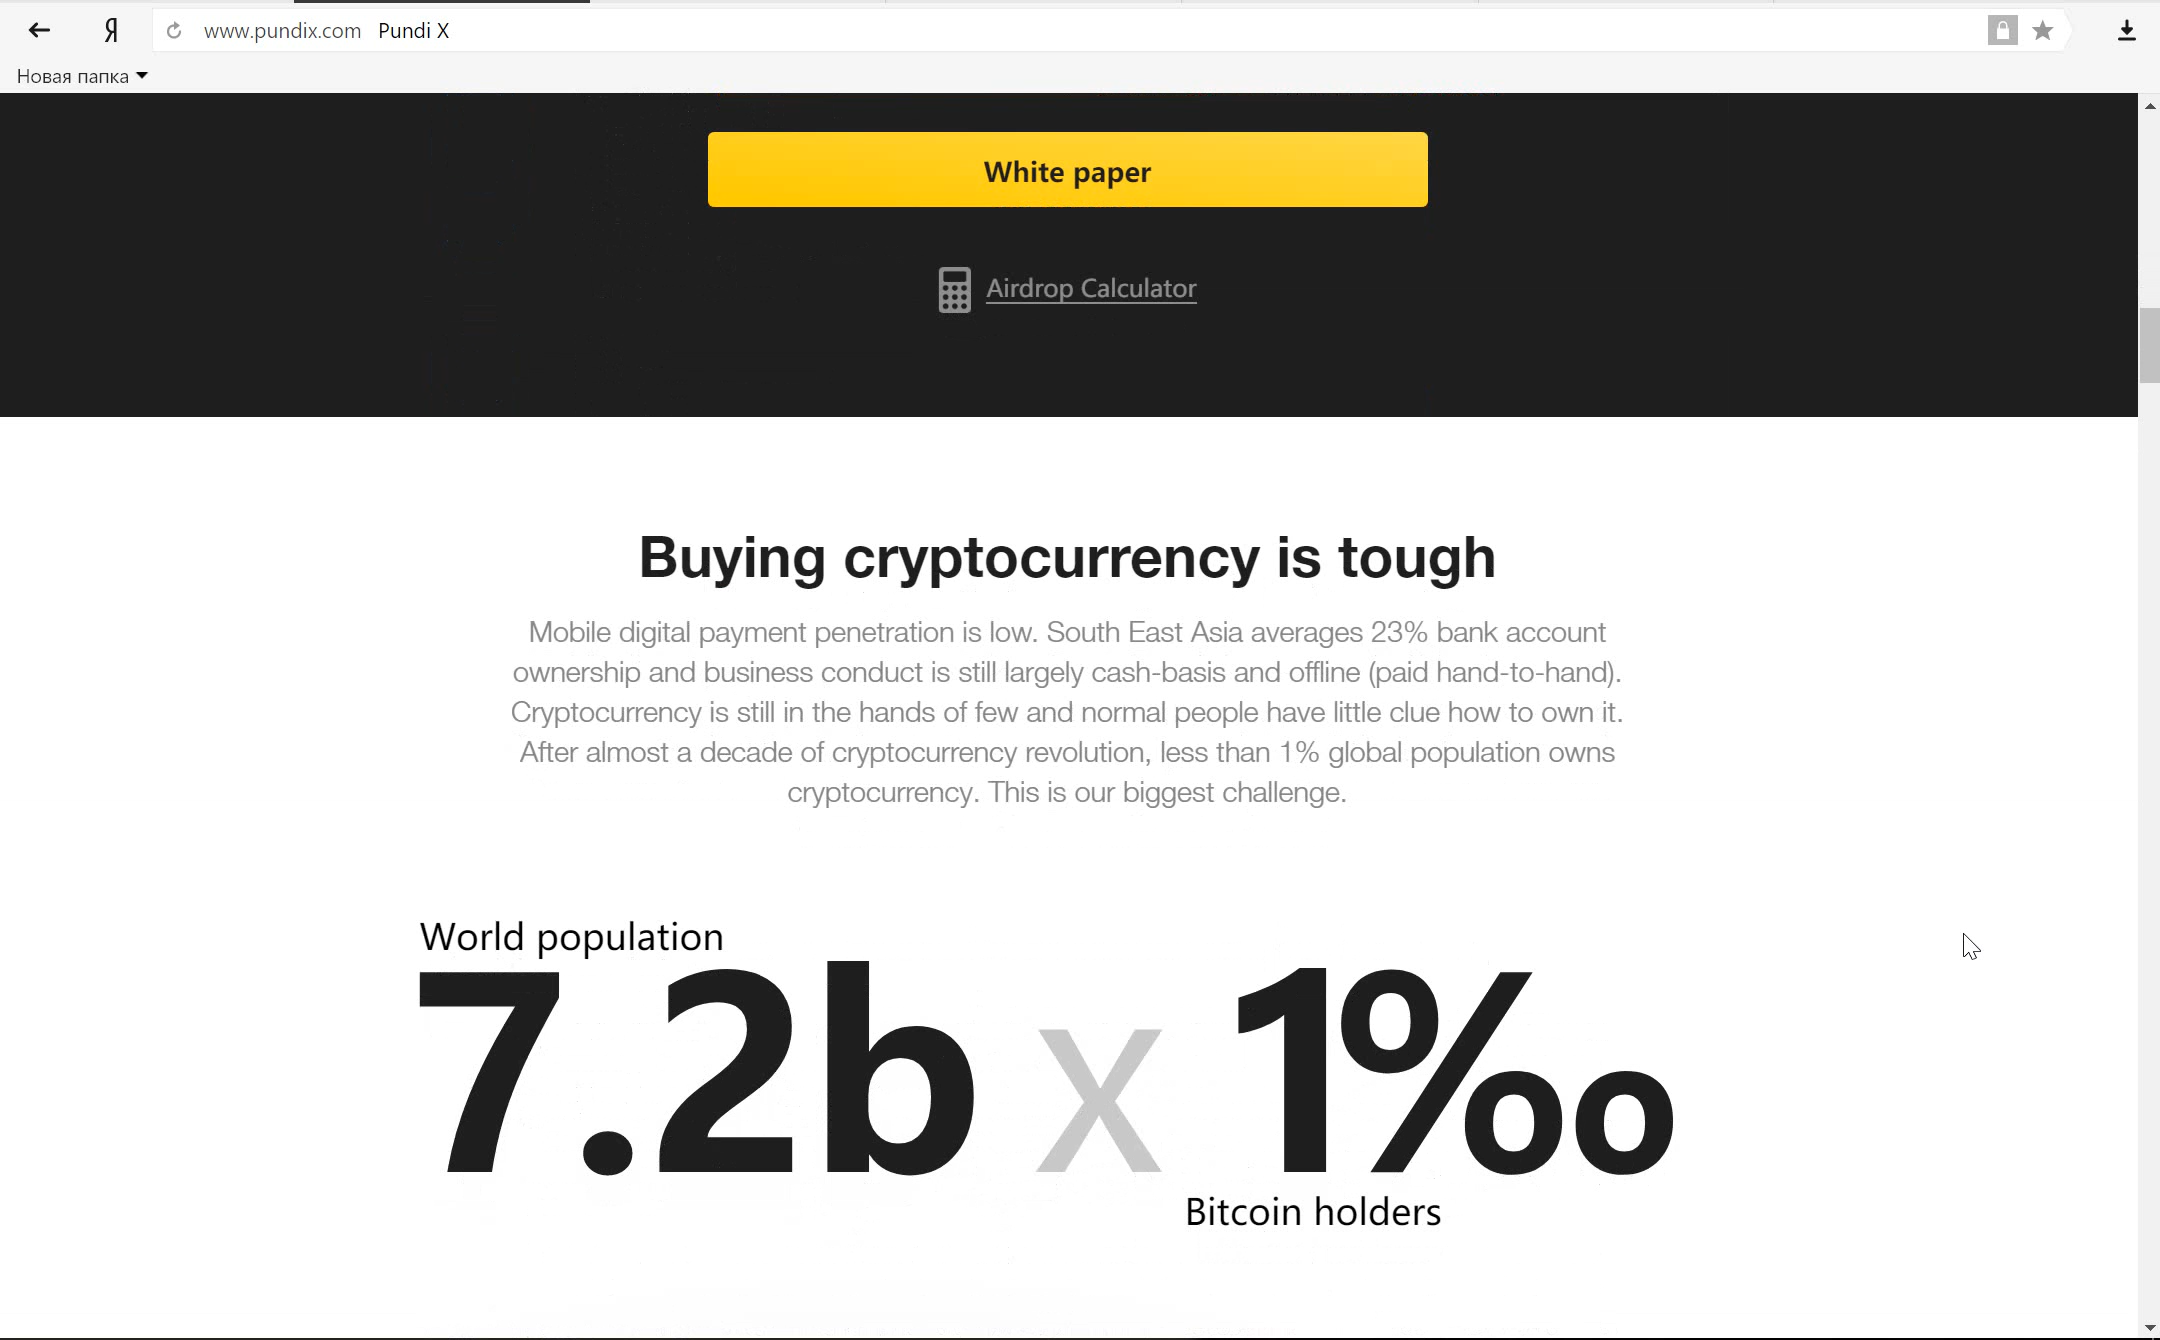 Я
www.pundix.com Pundi X
Новая папка
White paper
Airdrop Calculator
Buying cryptocurrency is tough
Mobile digital payment penetration is low. South East Asia averages 23% bank account
ownership and business conduct is still largely cash-basis and offline (paid hand-to-hand).
Cryptocurrency is still in the hands of few and normal people have little clue how to own it.
After almost a decade of cryptocurrency revolution, less than 1% global population owns
cryptocurrency. This is our biggest challenge.
World population
7.2b x 1‰
Bitcoin holders